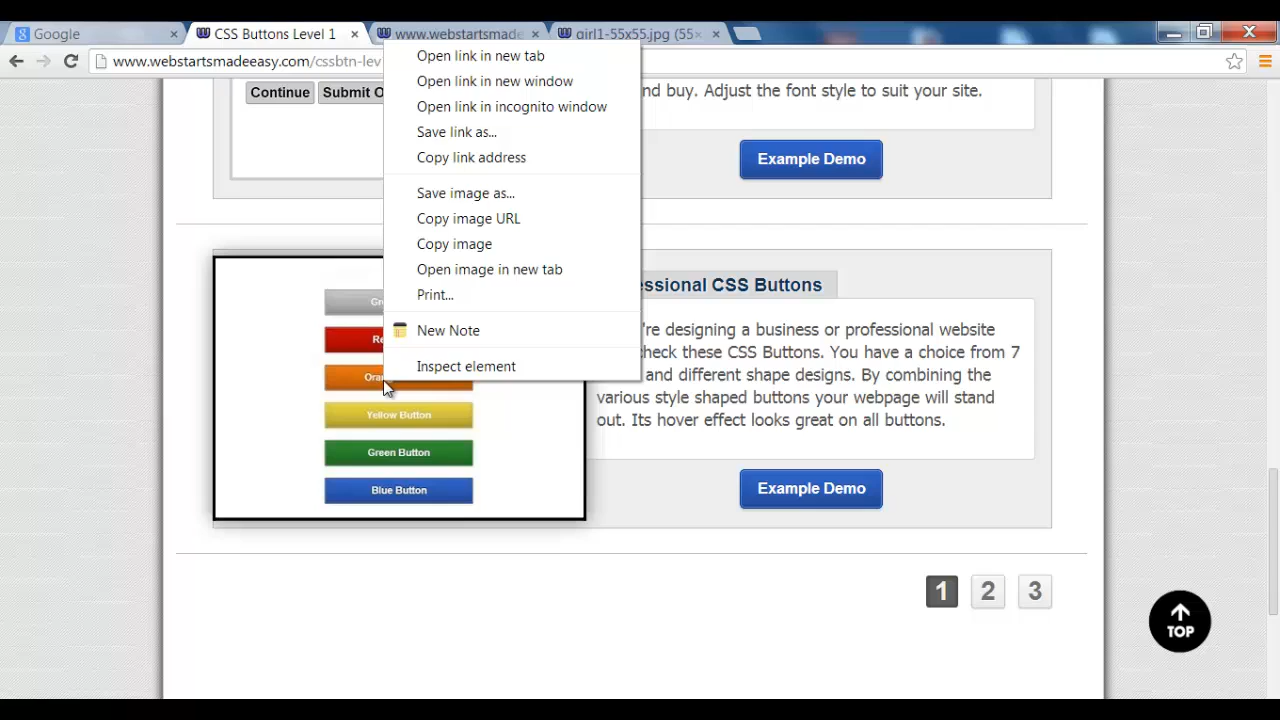 Google
CSS Buttons Level 1
www.webstartsmade
girl1-55x55.jpg (55×
www.webstartsmadeeasy.com/cssbtn-lev
Open link in new tab
Open link in new window
Open link in incognito window
Save link as...
Copy link address
Save image as...
Copy image URL
Copy image
Open image in new tab
Print...
New Note
Inspect element
Continue
Submit O
nd buy. Adjust the font style to suit your site.
Example Demo
Gr
Re
Oran
Yellow Button
Green Button
Blue Button
ssional CSS Buttons
're designing a business or professional website
check these CSS Buttons. You have a choice from 7
and different shape designs. By combining the
various style shaped buttons your webpage will stand
out. Its hover effect looks great on all buttons.
Example Demo
1 2 3
TOP